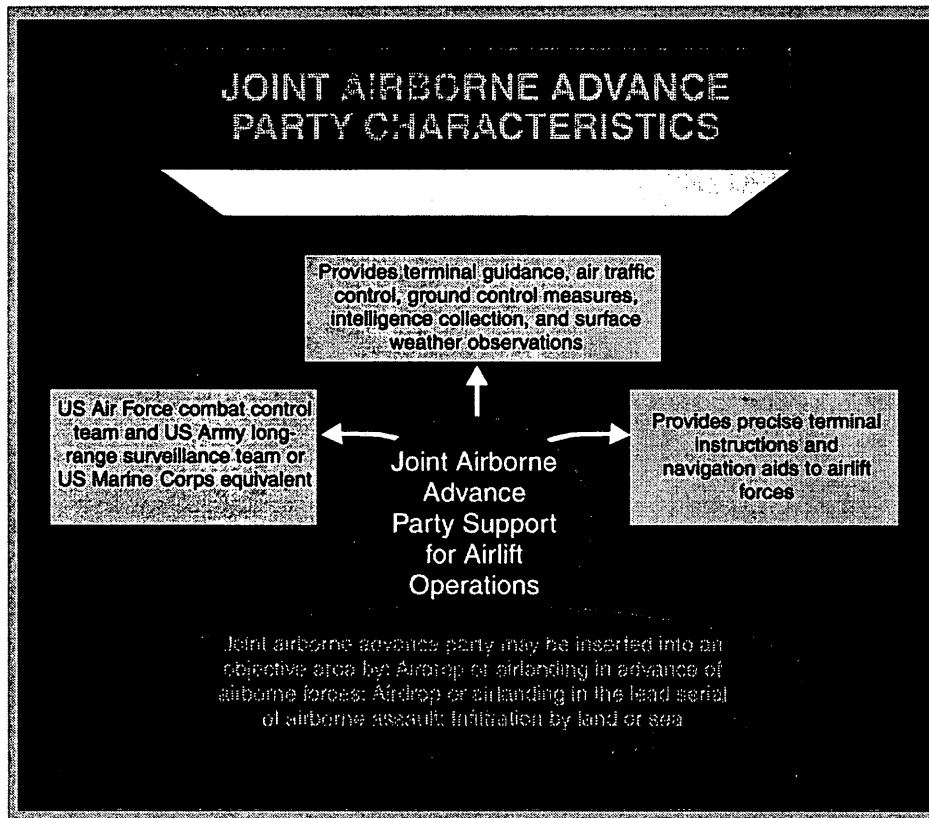 JOINT AIRBORNE ADVANCE
PARTY CHARACTERISTICS
Provides terminal guidance, air traffic
control, ground control measures,
intelligence collection, and surface
weather observations
US Air Force combat control
team and US Army long-
range surveillance team or
US Marine Corps equivalent
Provides precise terminal
instructions and
navigation aids to airlift
forces
Joint Airborne
Advance
Party Support
for Airlift
Operations
Joint airborne advance party may be inserted into an
objective area by: Airdrop or airlanding in advance of
airborne forces: Airdrop or airlanding in the lead serial
of airborne assault: Infiltration by land or sea